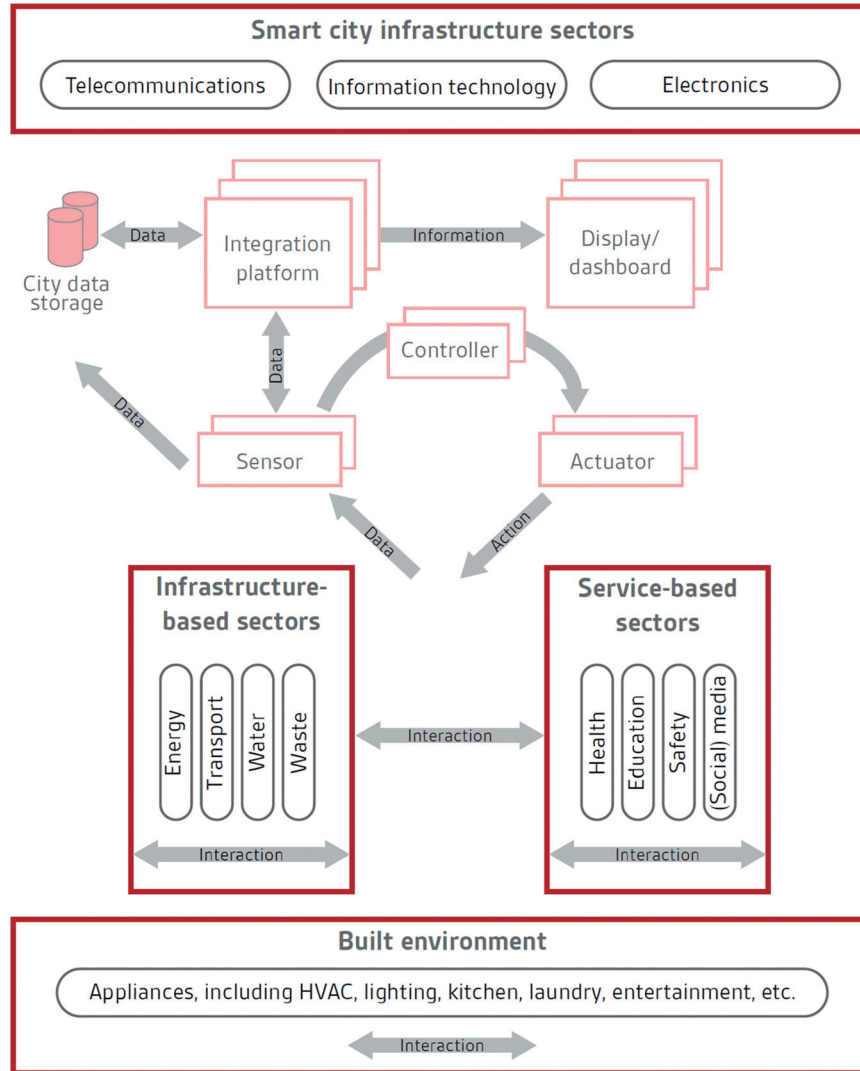 Smart city infrastructure sectors
Telecommunications
Information technology
Electronics
City data
storage
Data
Integration
platform
Information
Display/
dashboard
Data
Controller
Data
Sensor
Actuator
Data
Action
Infrastructure-
based sectors
Energy
Transport
Water
Waste
Interaction
Interaction
Service-based
sectors
Health
Education
Safety
(Social) media
Interaction
Built environment
Appliances, including HVAC, lighting, kitchen, laundry, entertainment, etc.
Interaction